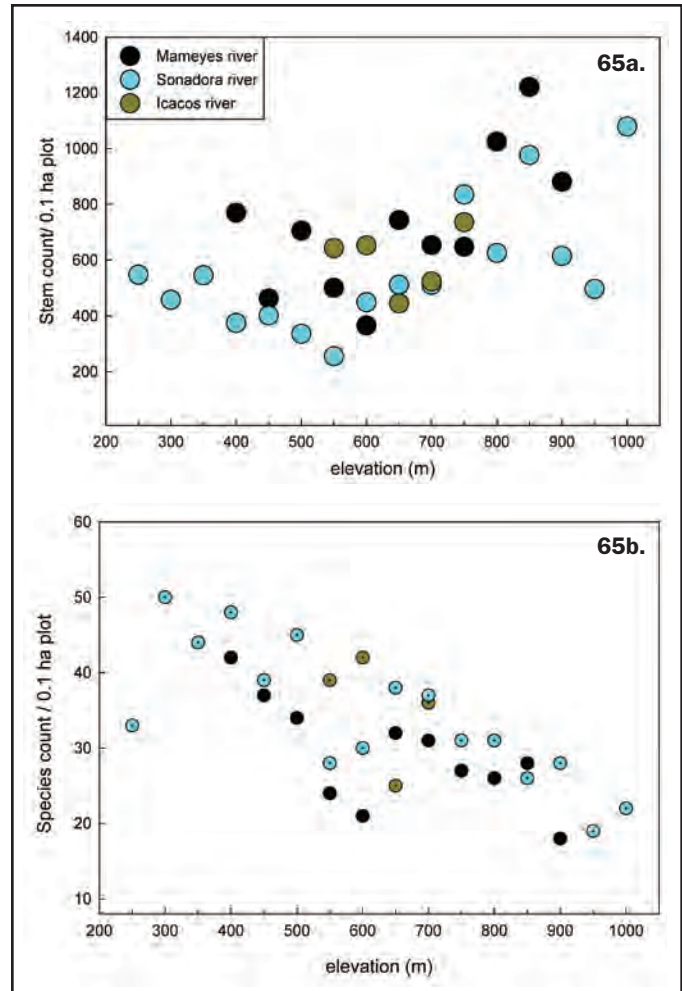 65a.
Mameyes river
Sonadora river
Icacos river
1400
1200
1000
800
600
400
200
Stem count/ 0.1 ha plot
200 300 400 500 600 700 800 900 1000
elevation (m)
65b.
60
50
40
30
20
10
Species count / 0.1 ha plot
200 300 400 500 600 700 800 900 1000
elevation (m)